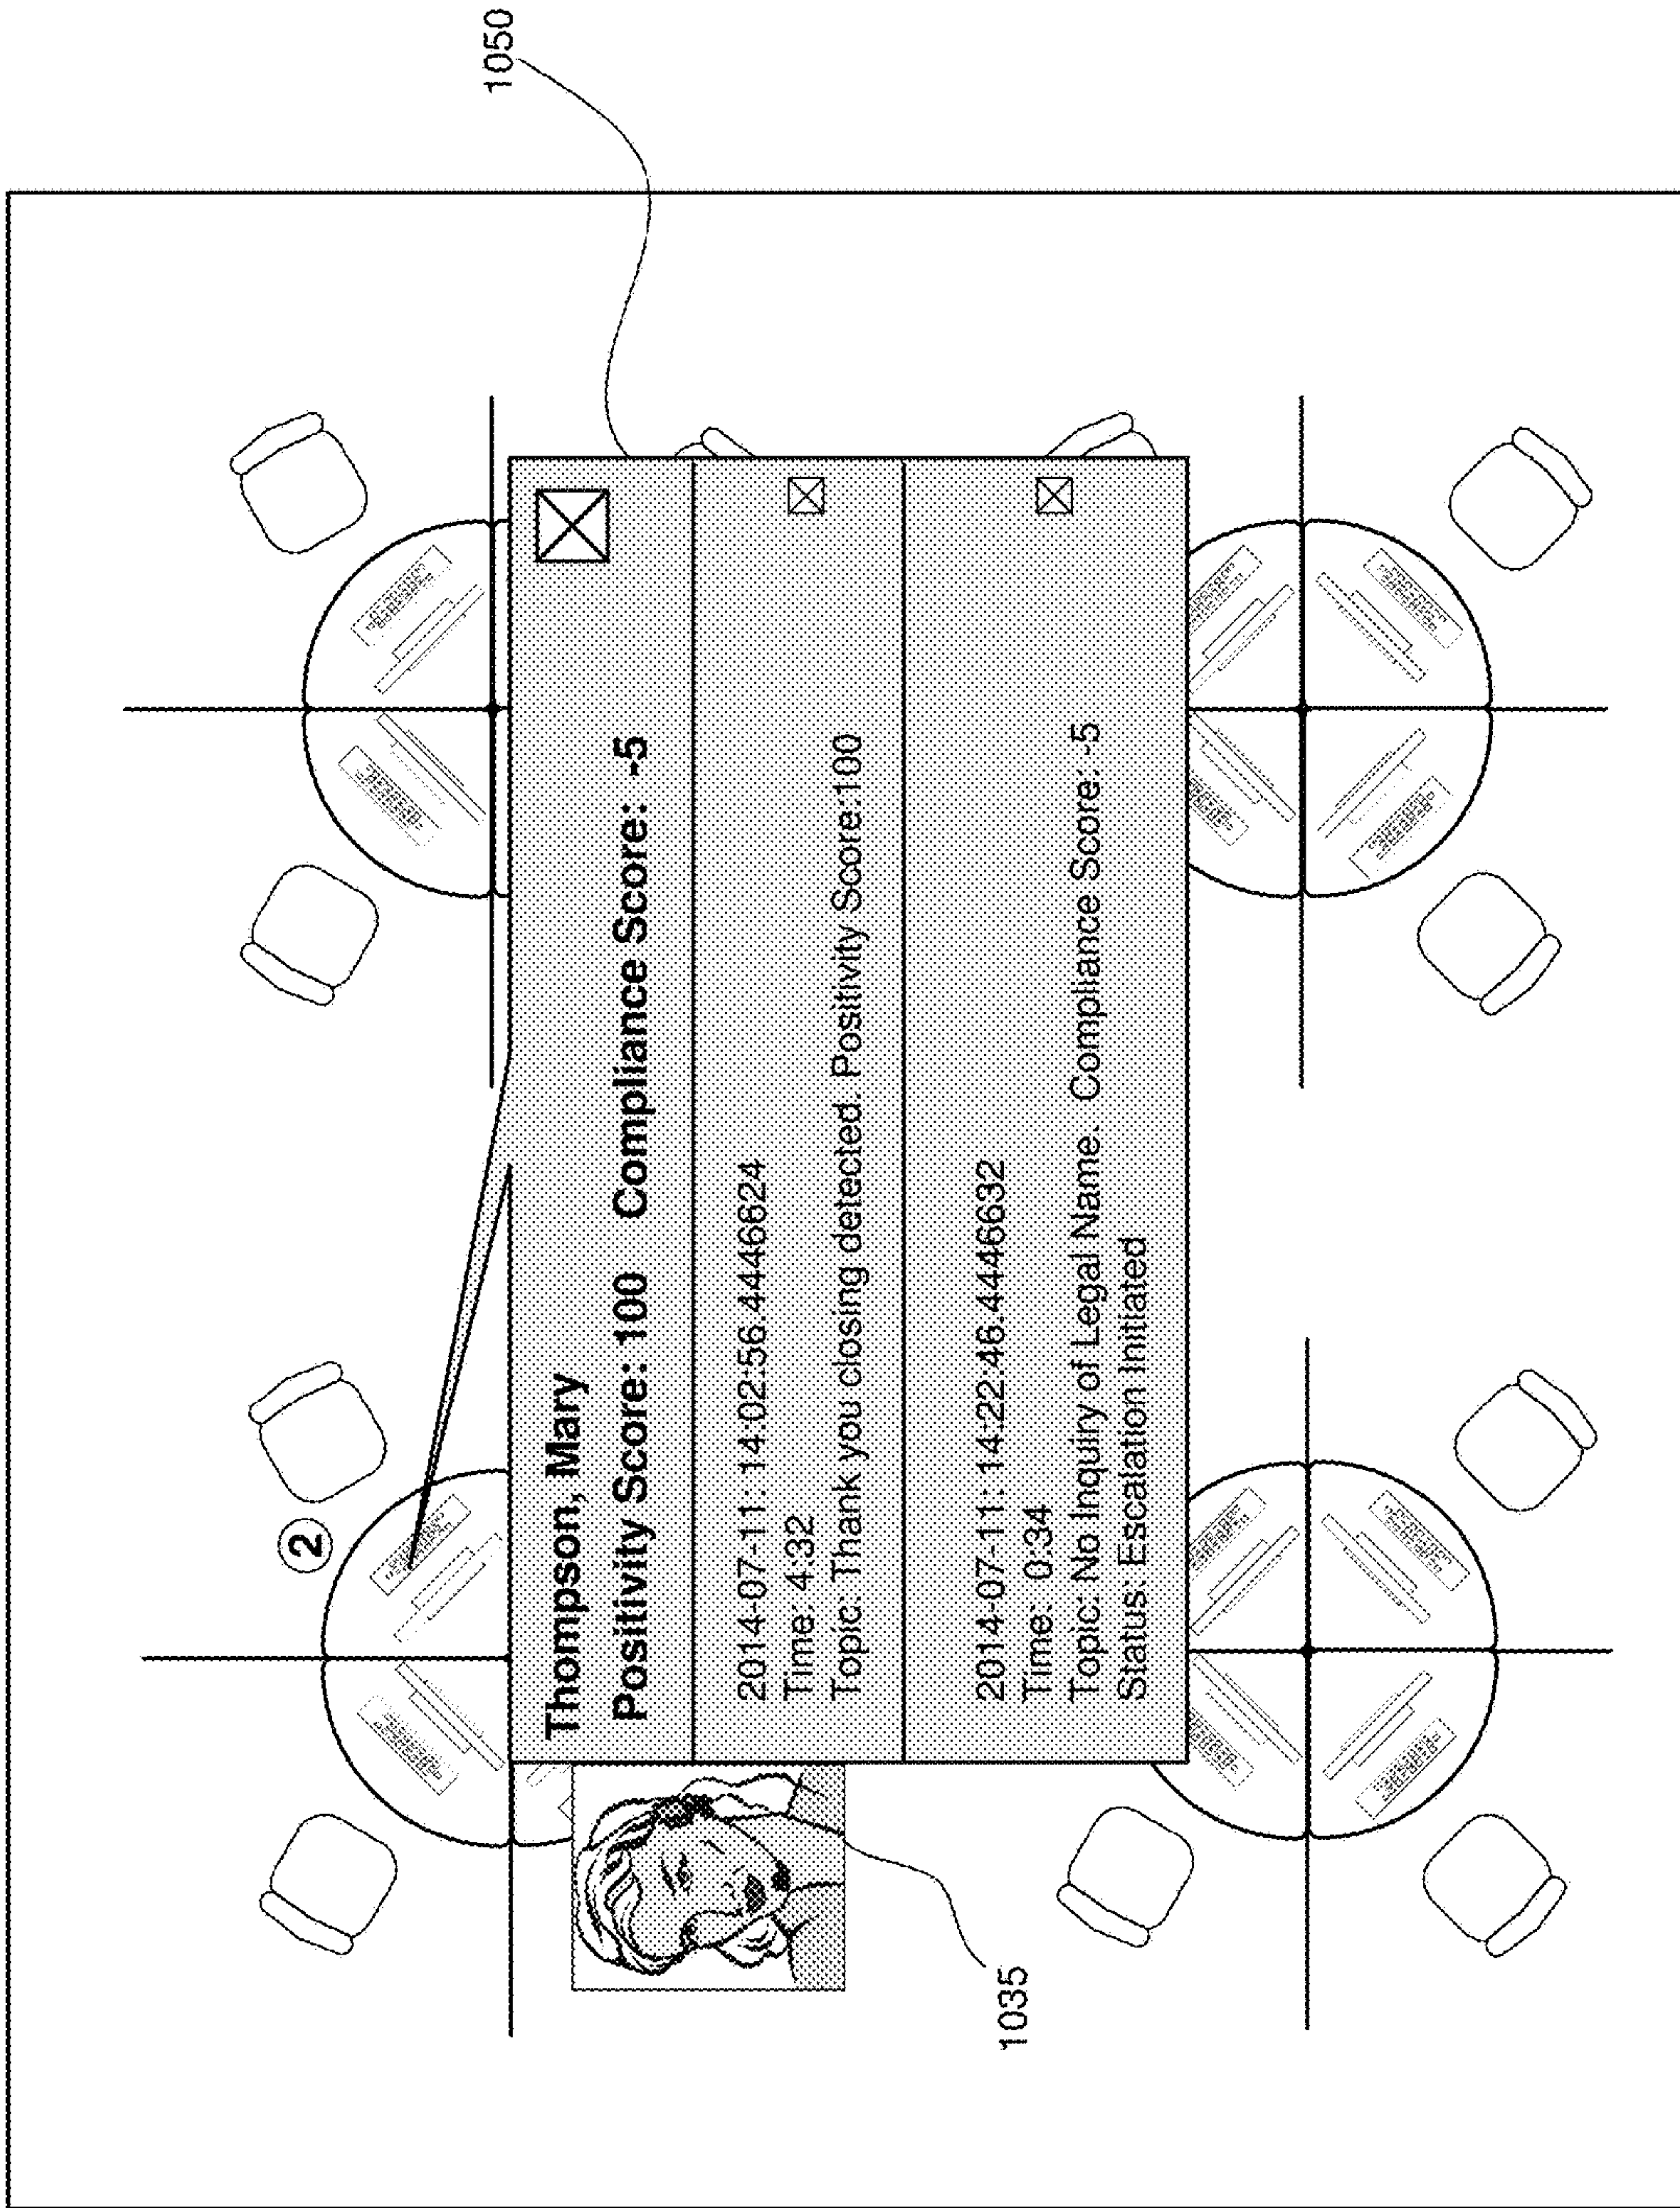 1050
2
Thompson, Mary
Positivity Score: 100 Compliance Score: -5
2014-07-11: 14:02:56.4446624
Time: 4:32
Topic: Thank you closing detected. Positivity Score:100
2014-07-11: 14:22:46.4446632
Time: 0:34
Topic: No Inquiry of Legal Name. Compliance Score: -5
Status: Escalation Initiated
1035